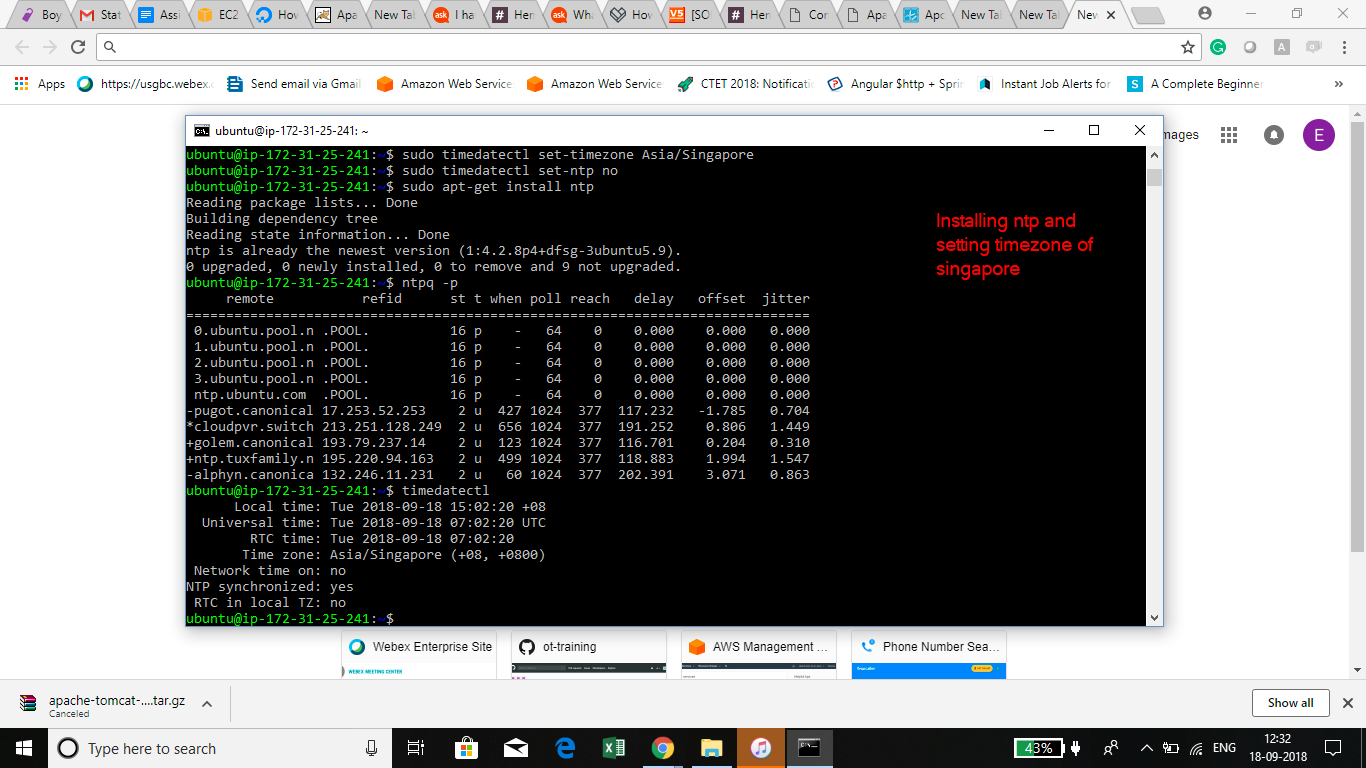 Boy
Stat
Assi
EC2
How
Apa
New Tab
I ha
Her
Wha
How
[SO
Her
Cor
Apa
Apc
New Tal
New Tal
New
Apps
https://usgbc.webex.c
Send email via Gmail
Amazon Web Service
Amazon Web Service
CTET 2018: Notificati
Angular $http + Sprin
Instant Job Alerts for
A Complete Beginner
»
mages
E
ubuntu@ip-172-31-25-241: ~
ubuntu@ip-172-31-25-241:~$ sudo timedatectl set-timezone Asia/Singapore
ubuntu@ip-172-31-25-241:~$ sudo timedatectl set-ntp no
ubuntu@ip-172-31-25-241:~$ sudo apt-get install ntp
Reading package lists... Done
Building dependency tree
Reading state information... Done
ntp is already the newest version (1:4.2.8p4+dfsg-3ubuntu5.9).
0 upgraded, 0 newly installed, 0 to remove and 9 not upgraded.
ubuntu@ip-172-31-25-241:~$ ntpq -p
     remote           refid      st t when poll reach   delay   offset  jitter
==============================================================================
 0.ubuntu.pool.n .POOL.          16 p    -   64    0    0.000    0.000   0.000
 1.ubuntu.pool.n .POOL.          16 p    -   64    0    0.000    0.000   0.000
 2.ubuntu.pool.n .POOL.          16 p    -   64    0    0.000    0.000   0.000
 3.ubuntu.pool.n .POOL.          16 p    -   64    0    0.000    0.000   0.000
 ntp.ubuntu.com  .POOL.          16 p    -   64    0    0.000    0.000   0.000
-pugot.canonical 17.253.52.253    2 u  427 1024  377  117.232   -1.785   0.704
*cloudpvr.switch 213.251.128.249  2 u  656 1024  377  191.252    0.806   1.449
+golem.canonical 193.79.237.14    2 u  123 1024  377  116.701    0.204   0.310
+ntp.tuxfamily.n 195.220.94.163   2 u  499 1024  377  118.883    1.994   1.547
-alphyn.canonica 132.246.11.231   2 u   60 1024  377  202.391    3.071   0.863
ubuntu@ip-172-31-25-241:~$ timedatectl
      Local time: Tue 2018-09-18 15:02:20 +08
  Universal time: Tue 2018-09-18 07:02:20 UTC
        RTC time: Tue 2018-09-18 07:02:20
       Time zone: Asia/Singapore (+08, +0800)
 Network time on: no
NTP synchronized: yes
 RTC in local TZ: no
ubuntu@ip-172-31-25-241:~$
Installing ntp and
setting timezone of
singapore
Webex Enterprise Site
WEBEX MEETING CENTER
ot-training
AWS Management ...
Phone Number Sea...
apache-tomcat-....tar.gz
Canceled
Show all
Type here to search
43%
ENG
12:32
18-09-2018